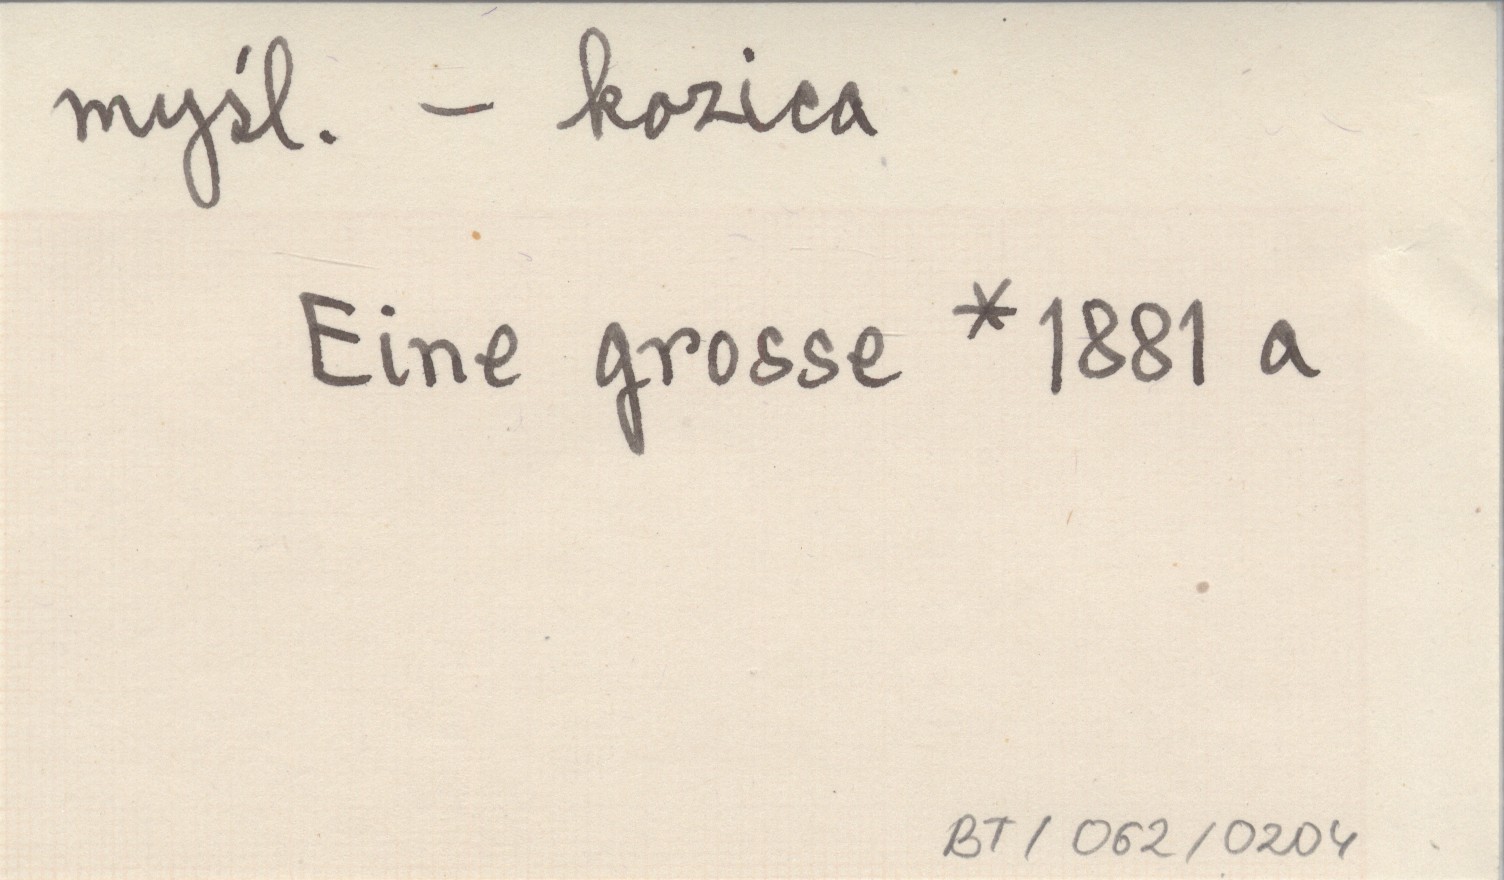 myśl. – kozica
Eine grosse *1881 a
BT / 062 / 0204